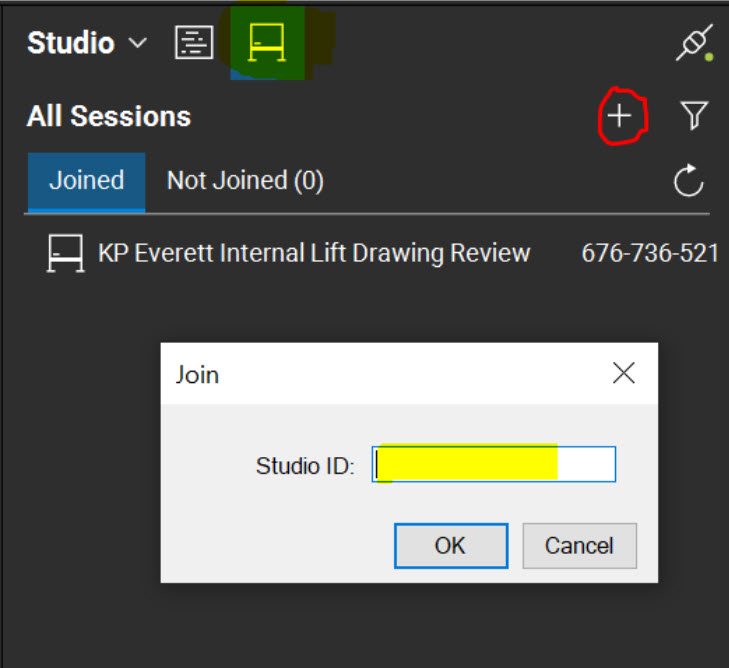 Studio
All Sessions
Joined Not Joined (0)
KP Everett Internal Lift Drawing Review 676-736-521
Join
Studio ID:
OK Cancel